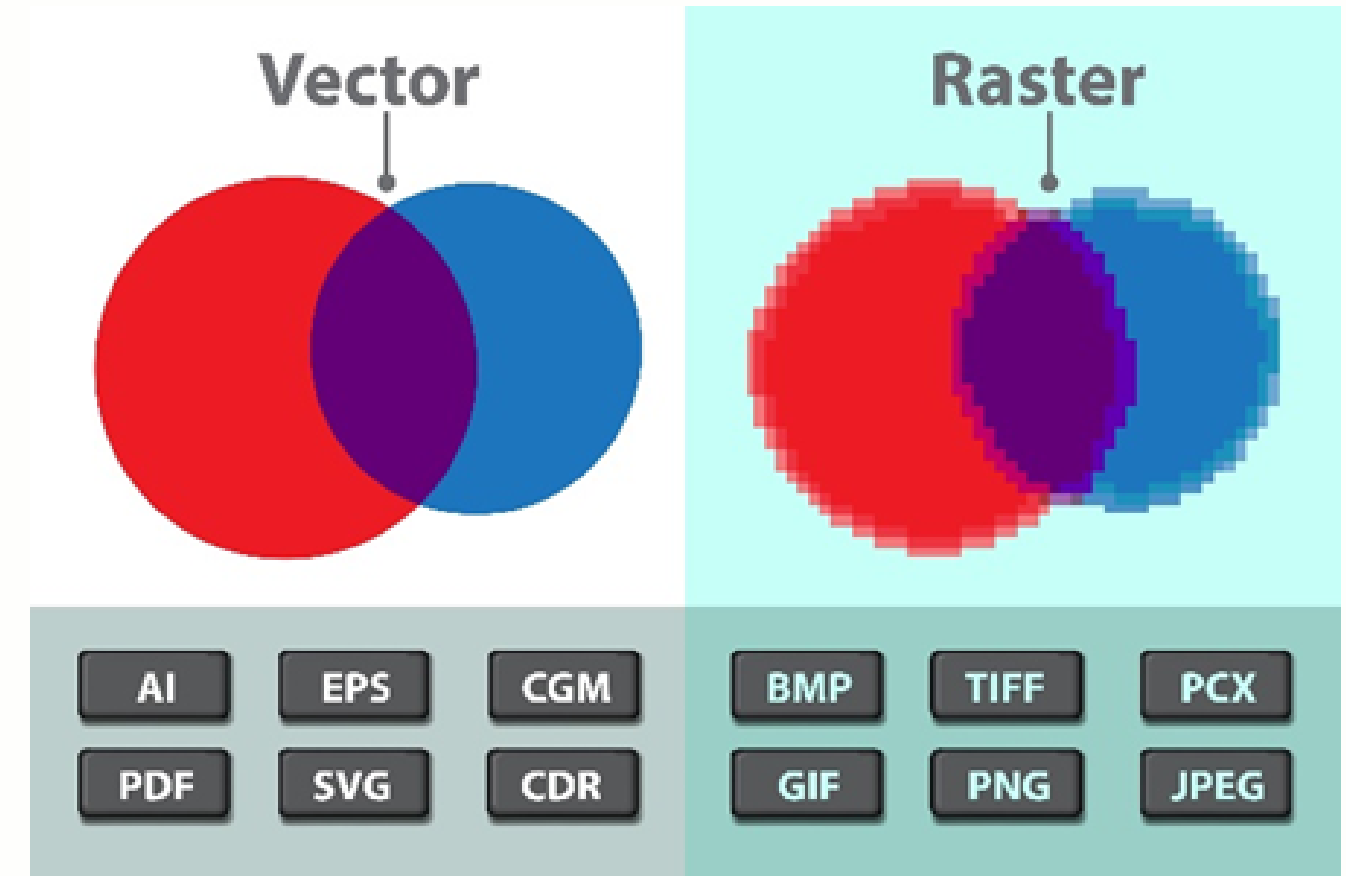 Vector
Raster
AI EPS CGM
PDF SVG CDR
BMP TIFF PCX
GIF PNG JPEG